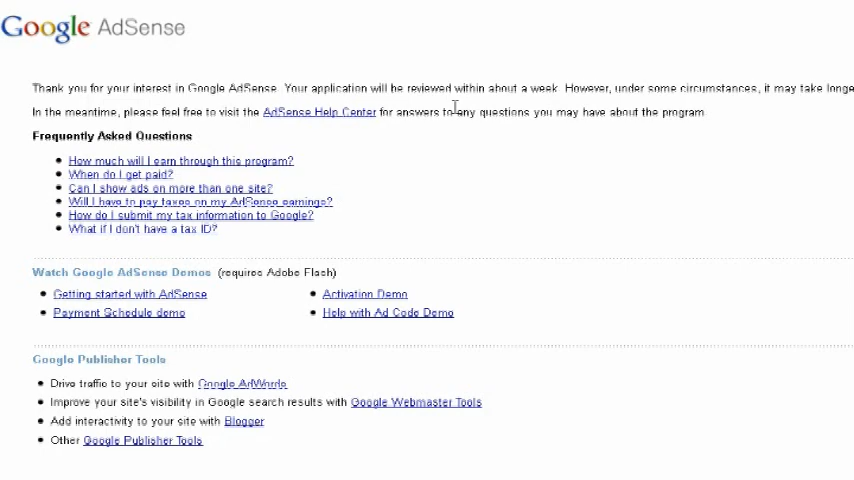 Google AdSense
Thank you for your interest in Google AdSense. Your application will be reviewed within about a week. However, under some circumstances, it may take longe
In the meantime, please feel free to visit the AdSense Help Center for answers to any questions you may have about the program.
Frequently Asked Questions
How much will I earn through this program?
When do I get paid?
Can I show ads on more than one site?
Will I have to pay taxes on my AdSense earnings?
How do I submit my tax information to Google?
What if I don't have a tax ID?
Watch Google AdSense Demos (requires Adobe Flash)
Getting started with AdSense Activation Demo
Payment Schedule demo Help with Ad Code Demo
Google Publisher Tools
Drive traffic to your site with Google AdWords
Improve your site's visibility in Google search results with Google Webmaster Tools
Add interactivity to your site with Blogger
Other Google Publisher Tools